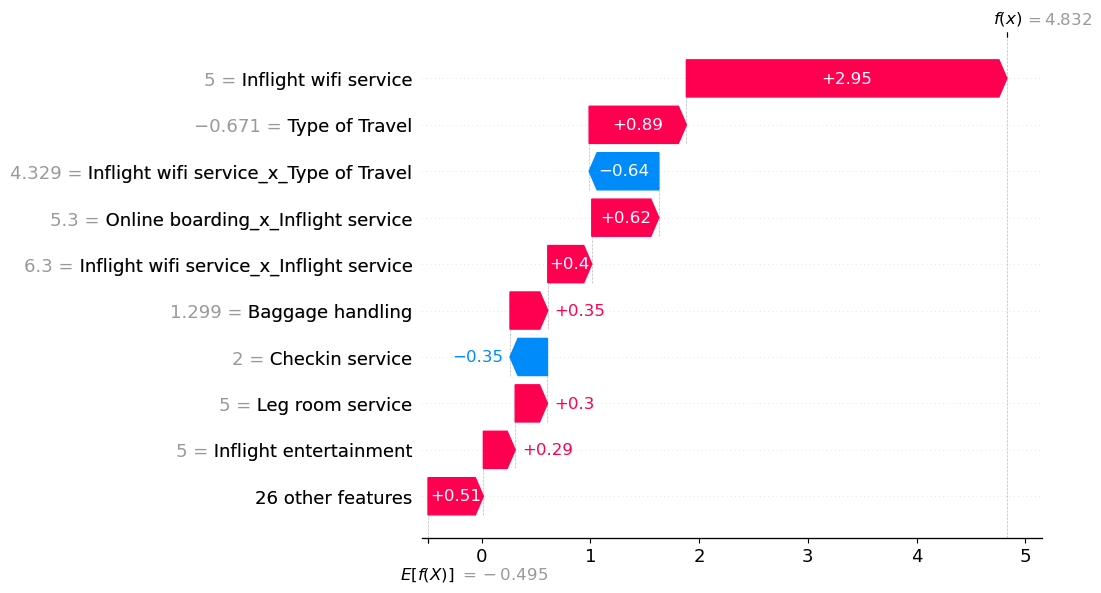 f(x) = 4.832
5 = Inflight wifi service
+2.95
−0.671 = Type of Travel
+0.89
4.329 = Inflight wifi service_x_Type of Travel
−0.64
5.3 = Online boarding_x_Inflight service
+0.62
6.3 = Inflight wifi service_x_Inflight service
+0.4
1.299 = Baggage handling
+0.35
2 = Checkin service
−0.35
5 = Leg room service
+0.3
5 = Inflight entertainment
+0.29
26 other features
+0.51
0 1 2 3 4 5
E[f(X)] = −0.495